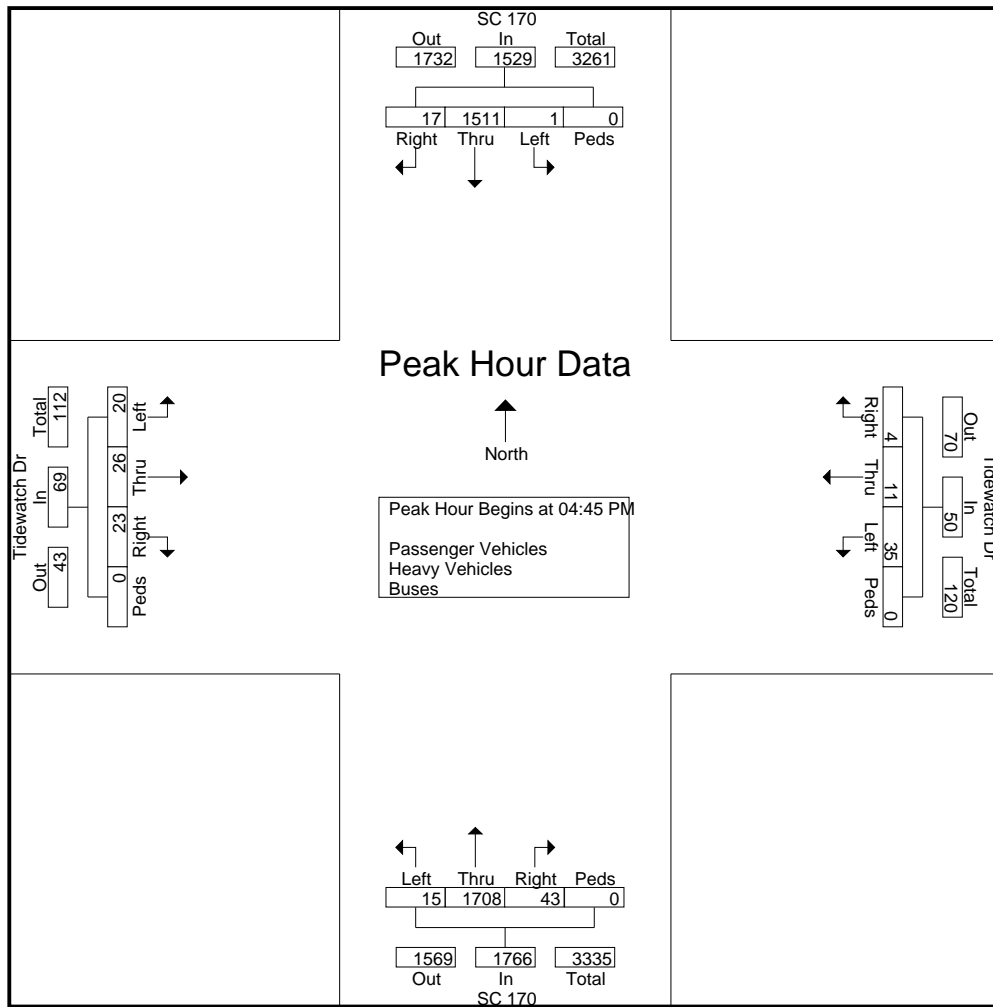 SC 170
Out In Total
1732 1529 3261
17 1511 1 0
Right Thru Left Peds
Peak Hour Data
North
Peak Hour Begins at 04:45 PM
Passenger Vehicles
Heavy Vehicles
Buses
Tidewatch Dr
Total In Out
112 69 43
20 26 23 0
Left Thru Right Peds
Right Thru Left Peds
4 11 35 0
Out In Total
70 50 120
Tidewatch Dr
Left Thru Right Peds
15 1708 43 0
1569 1766 3335
Out In Total
SC 170